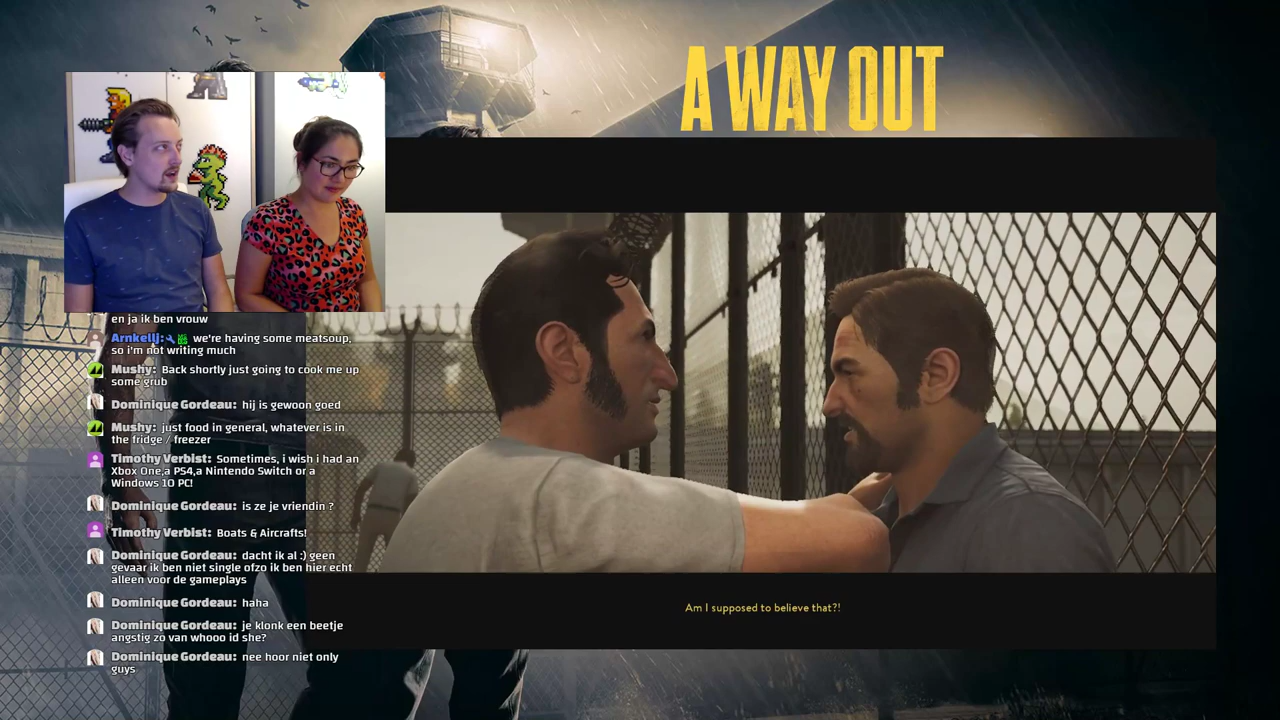 A WAY OUT
en ja ik ben vrouw
Arnkellj: we're having some meatsoup,
so i'm not writing much
Mushy: Back shortly just going to cook me up
some grub
Dominique Gordeau: hij is gewoon goed
Mushy: just food in general, whatever is in
the fridge / freezer
Timothy Verbist: Sometimes, i wish i had an
Xbox One,a PS4,a Nintendo Switch or a
Windows 10 PC!
Dominique Gordeau: is ze je vriendin ?
Timothy Verbist: Boats & Aircrafts!
Dominique Gordeau: dacht ik al :) geen
gevaar ik ben niet single ofzo ik ben hier echt
alleen voor de gameplays
Dominique Gordeau: haha
Dominique Gordeau: je klonk een beetje
angstig zo van whooo id she?
Dominique Gordeau: nee hoor niet only
guys
Am I supposed to believe that?!